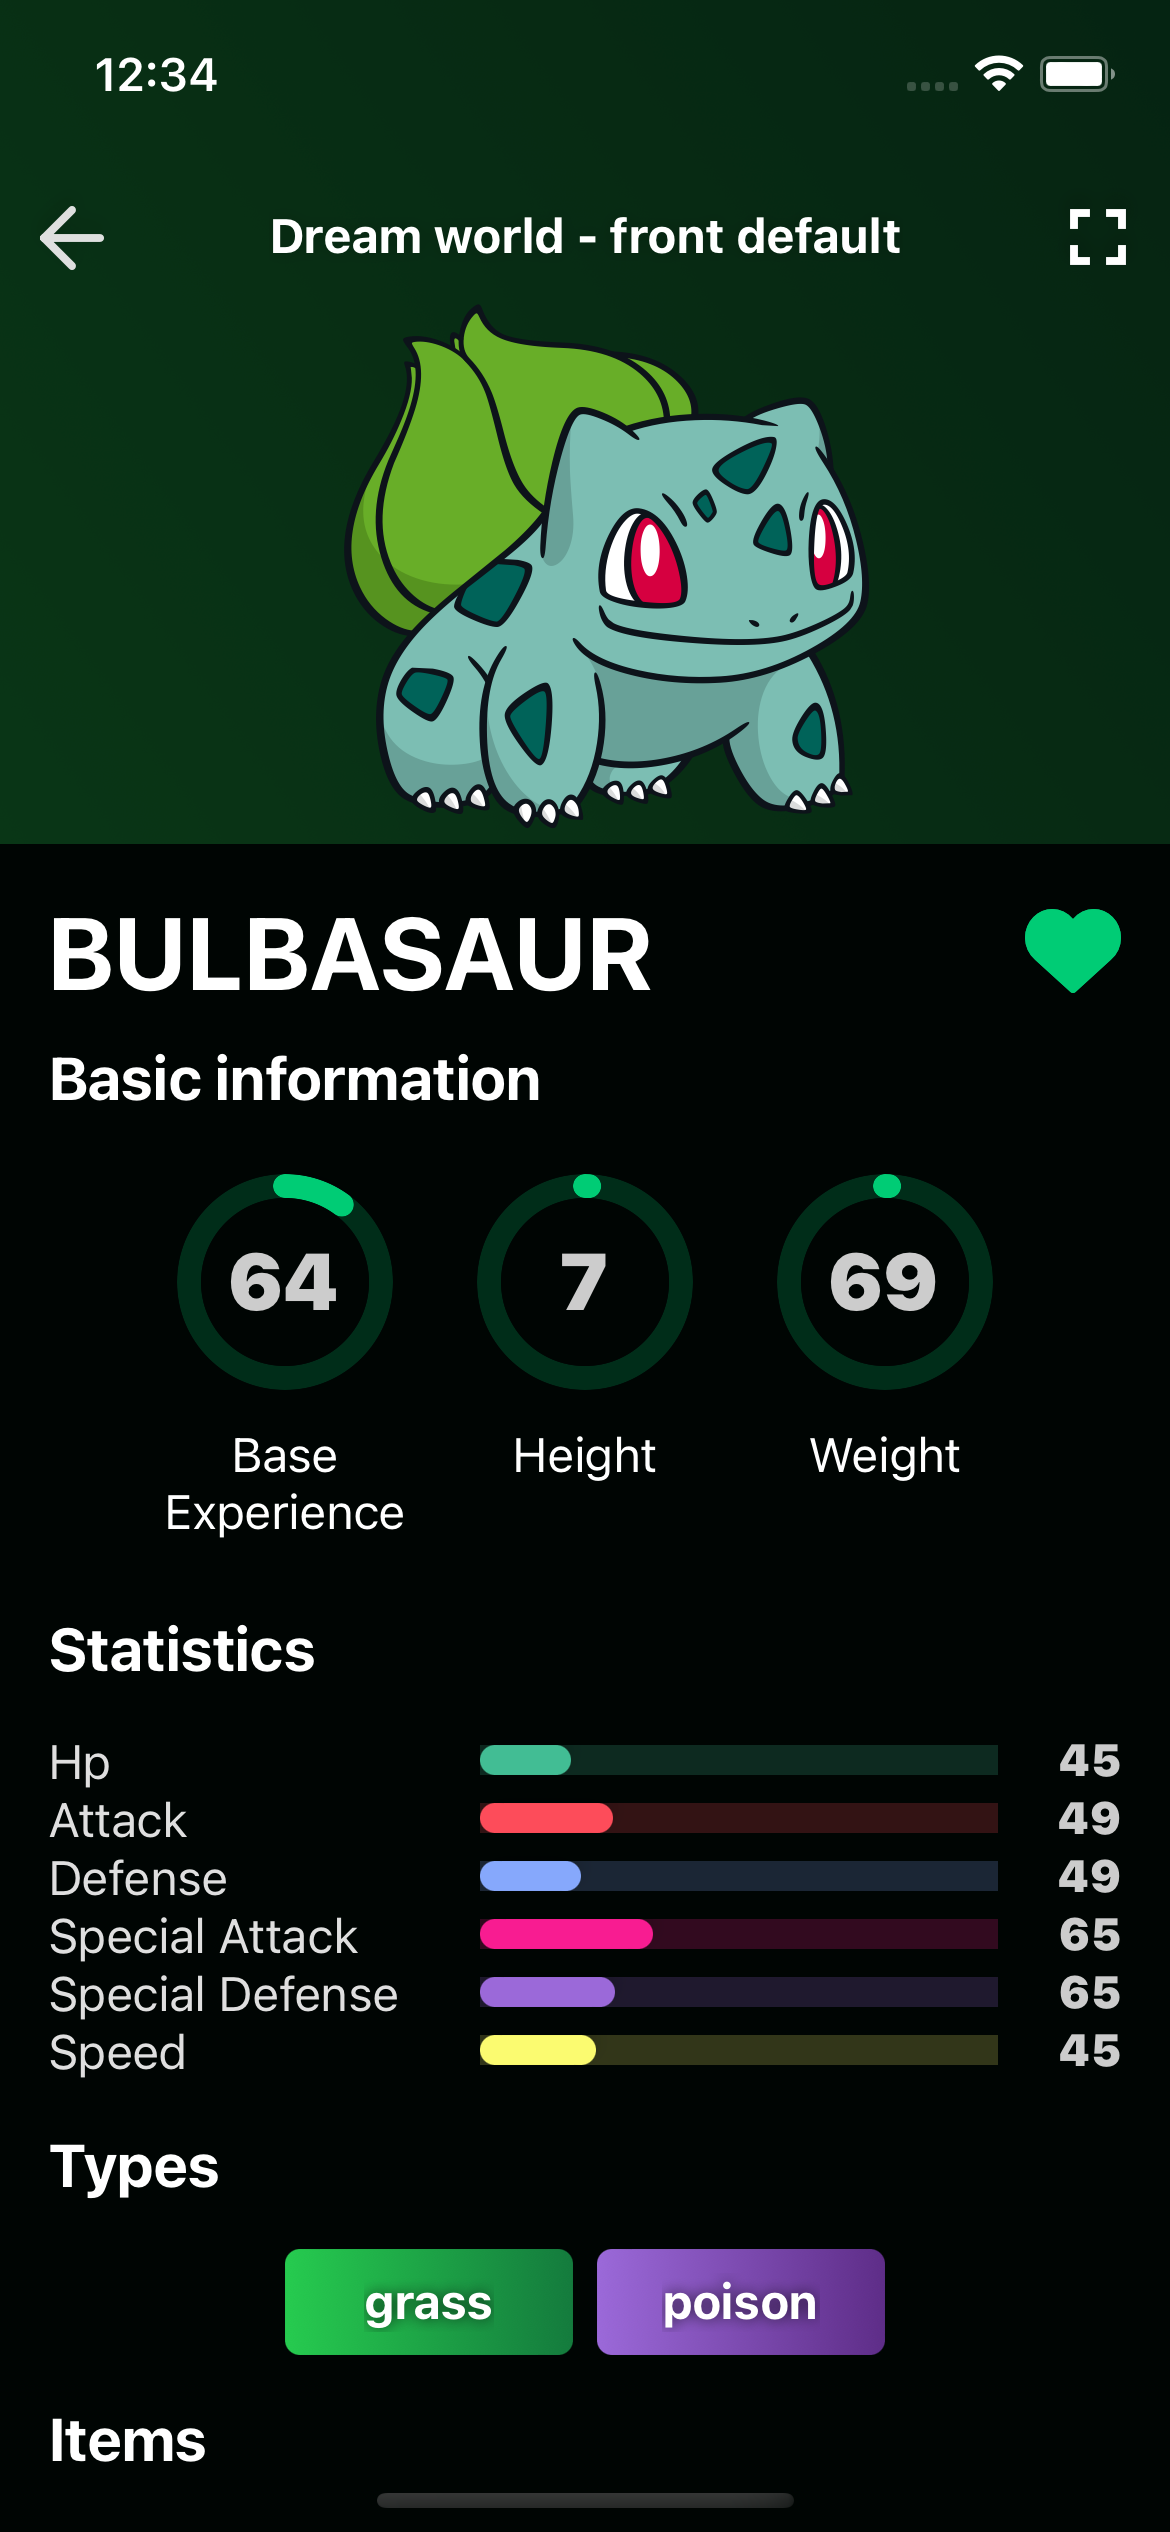 12:34
Dream world - front default
BULBASAUR
Basic information
64
7
69
Base
Experience
Height
Weight
Statistics
Hp 45
Attack 49
Defense 49
Special Attack 65
Special Defense 65
Speed 45
Types
grass
poison
Items